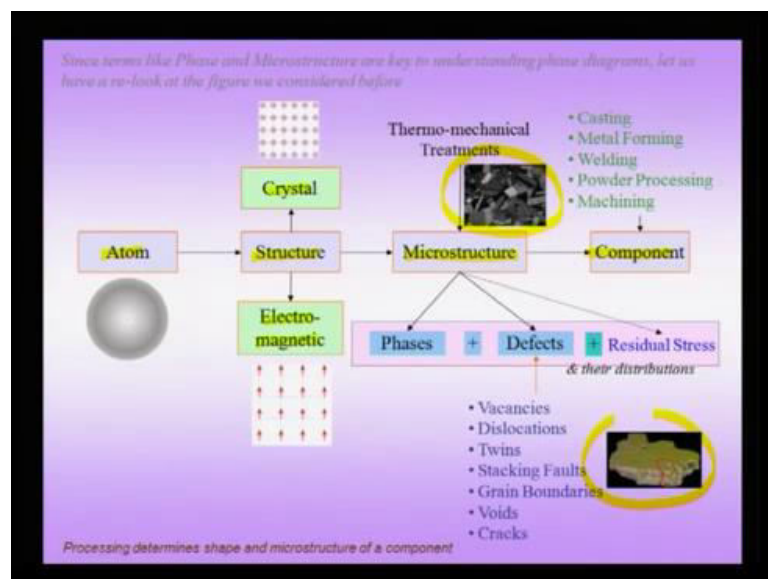 Since terms like Phase and Microstructure are key to understanding phase diagrams, let us
have a re-look at the figure we considered before
Thermo-mechanical
Treatments
• Casting
• Metal Forming
• Welding
• Powder Processing
• Machining
Crystal
Atom
Structure
Microstructure
Component
Electro-
magnetic
Phases + Defects + Residual Stress
& their distributions
• Vacancies
• Dislocations
• Twins
• Stacking Faults
• Grain Boundaries
• Voids
• Cracks
Processing determines shape and microstructure of a component